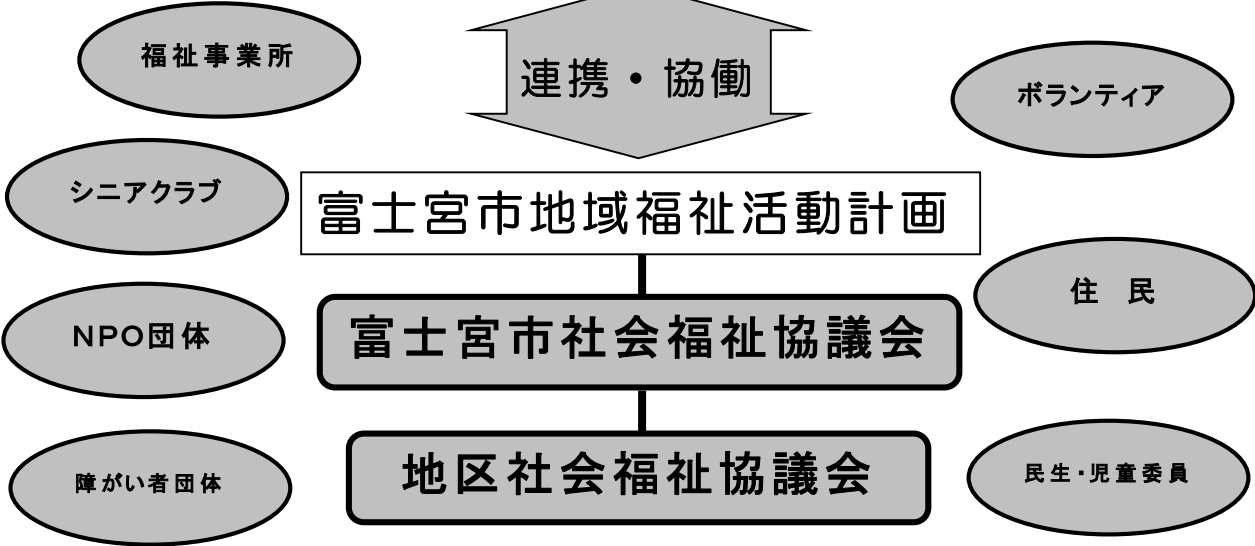 福祉事業所
連携・協働
ボランティア
シニアクラブ
富士宮市地域福祉活動計画
住　民
NPO団体
富士宮市社会福祉協議会
障がい者団体
地区社会福祉協議会
民生・児童委員